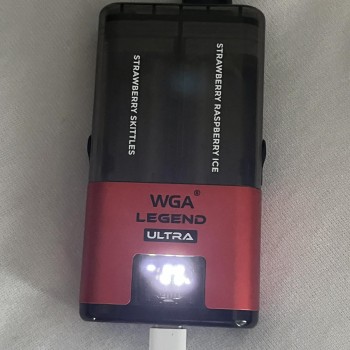 STRAWBERRY SKITTLES
STRAWBERRY RASPBERRY ICE
WGA®
LEGEND
ULTRA